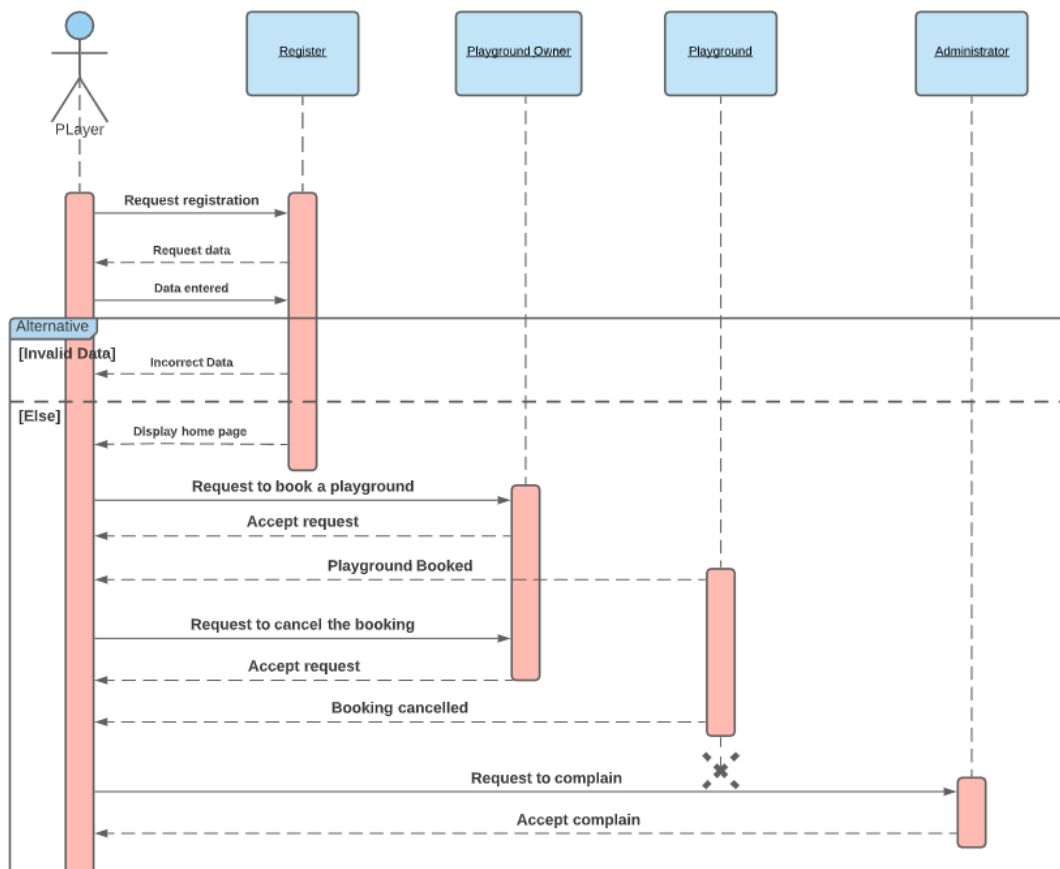 Register
Playground Owner
Playground
Administrator
PLayer
Request registration
Request data
Data entered
Alternative
[Invalid Data]
Incorrect Data
[Else]
Display home page
Request to book a playground
Accept request
Playground Booked
Request to cancel the booking
Accept request
Booking cancelled
Request to complain
Accept complain